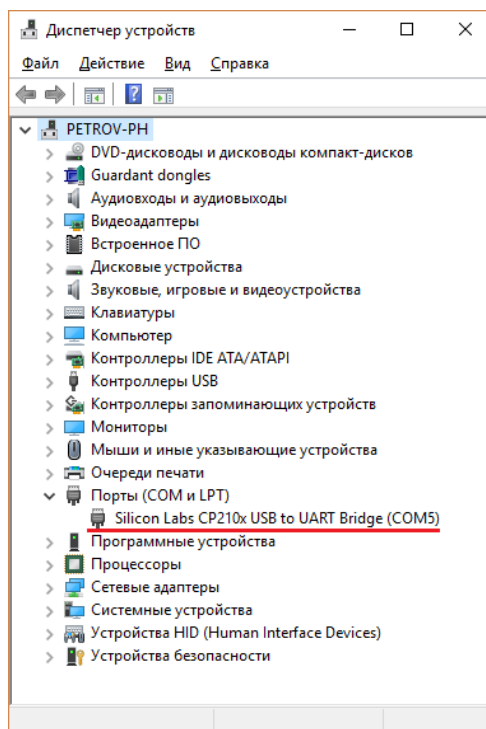 Диспетчер устройств
Файл Действие Вид Справка
PETROV-PH
DVD-дисководы и дисководы компакт-дисков
Guardant dongles
Аудиовходы и аудиовыходы
Видеоадаптеры
Встроенное ПО
Дисковые устройства
Звуковые, игровые и видеоустройства
Клавиатуры
Компьютер
Контроллеры IDE ATA/ATAPI
Контроллеры USB
Контроллеры запоминающих устройств
Мониторы
Мыши и иные указывающие устройства
Очереди печати
Порты (COM и LPT)
Silicon Labs CP210x USB to UART Bridge (COM5)
Программные устройства
Процессоры
Сетевые адаптеры
Системные устройства
Устройства HID (Human Interface Devices)
Устройства безопасности